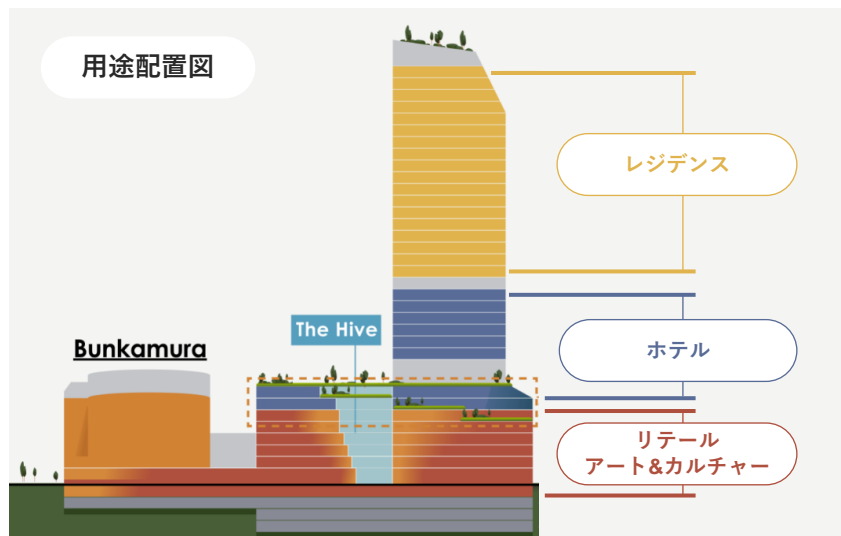 用途配置図
レジデンス
The Hive
Bunkamura
ホテル
リテール
アート&カルチャー